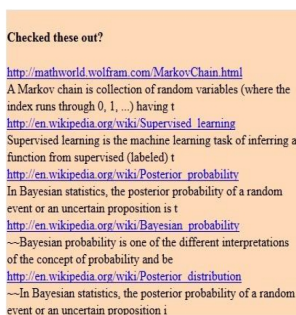 Checked these out?
http://mathworld.wolfram.com/MarkovChain.html
A Markov chain is collection of random variables (where the
index runs through 0, 1, ...) having t
http://en.wikipedia.org/wiki/Supervised_learning
Supervised learning is the machine learning task of inferring a
function from supervised (labeled) t
http://en.wikipedia.org/wiki/Posterior_probability
In Bayesian statistics, the posterior probability of a random
event or an uncertain proposition is t
http://en.wikipedia.org/wiki/Bayesian_probability
~~Bayesian probability is one of the different interpretations
of the concept of probability and be
http://en.wikipedia.org/wiki/Posterior_distribution
~~In Bayesian statistics, the posterior probability of a random
event or an uncertain proposition i